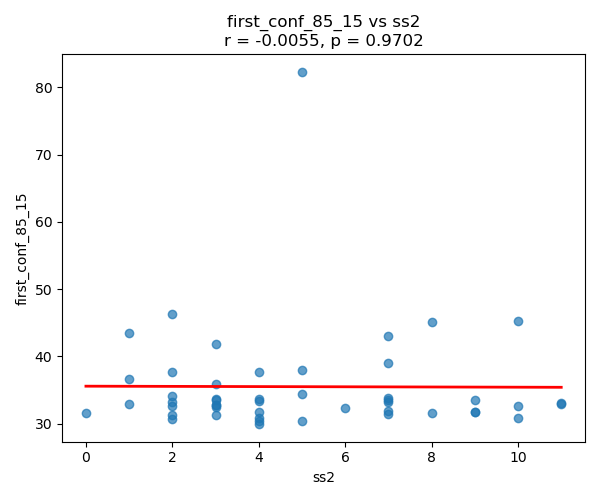 first_conf_85_15 vs ss2
r = -0.0055, p = 0.9702
80
70
60
50
40
30
first_conf_85_15
0 2 4 6 8 10
ss2